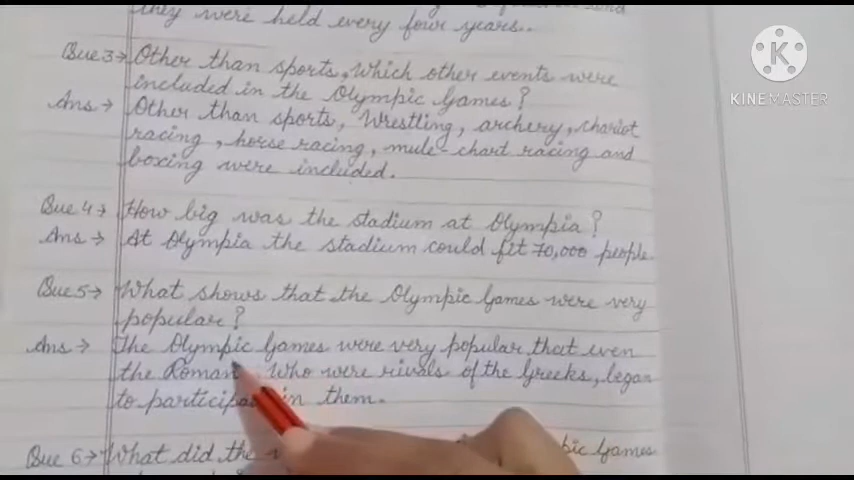 they were held every four years..
Que 3→ Other than sports, which other events were
included in the Olympic Games?
Ans → Other than sports, Wrestling, archery, chariot
racing, horse racing, mule-chart racing and
boxing were included.
Que 4→ How big was the stadium at Olympia?
Ans → At Olympia the stadium could fit 70,000 people
Que 5→ What shows that the Olympic Games were very
popular?
Ans → The Olympic Games were very popular that even
the Roman who were rivals of the Greeks, began
to participa in them.
Que 6→ What did the Games
K
KINEMASTER